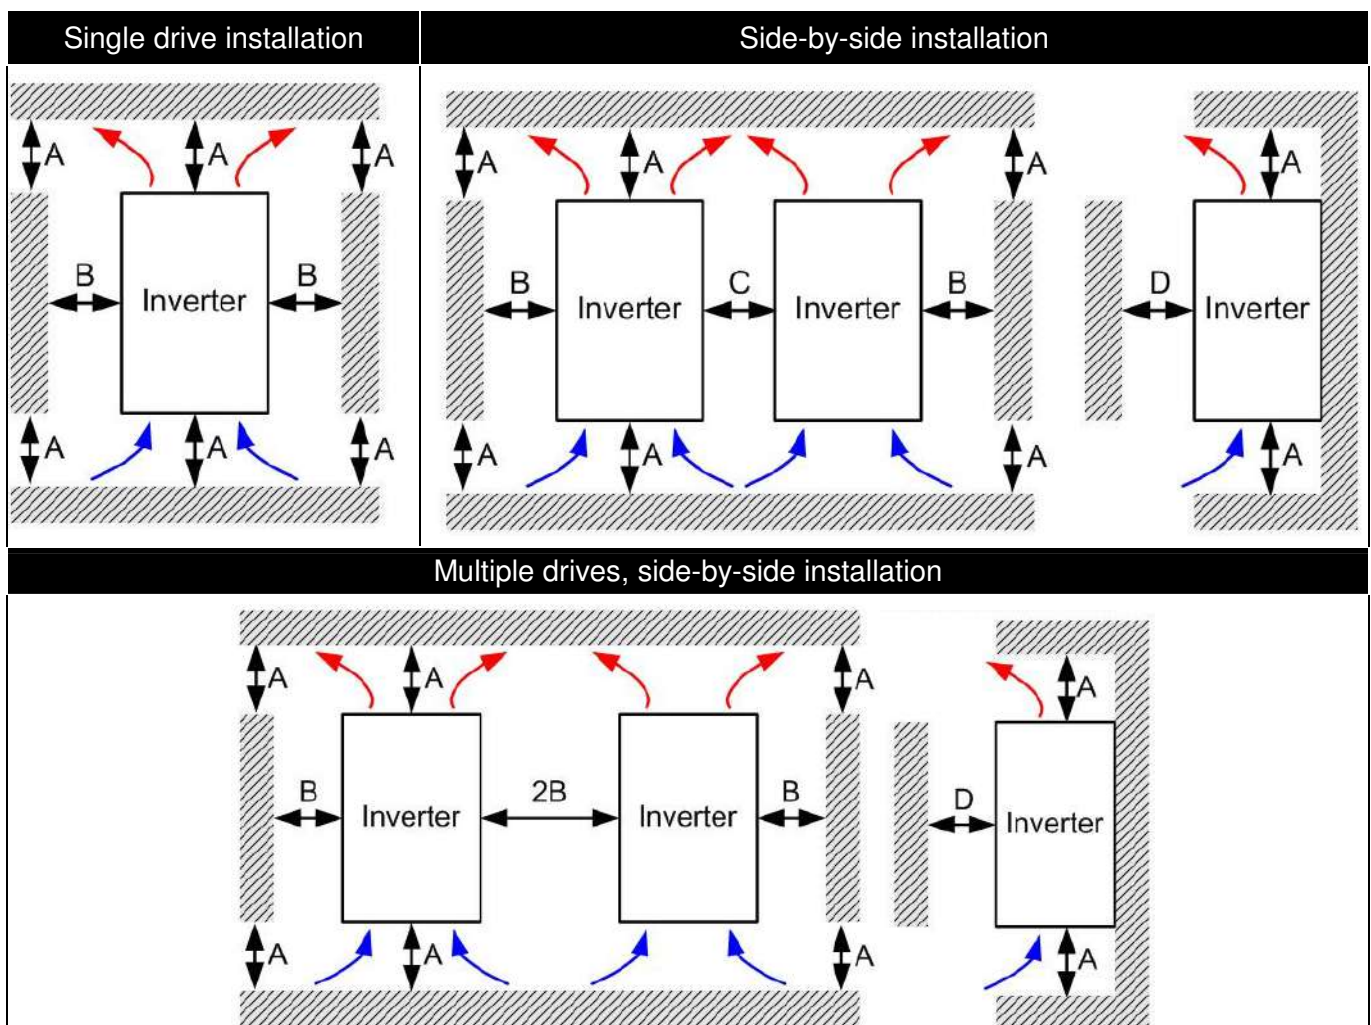 Single drive installation
Side-by-side installation
A A A
B Inverter B
A A A
A A A A
B Inverter C Inverter B D Inverter
A A A A
Multiple drives, side-by-side installation
A A A A
B Inverter 2B Inverter B D Inverter
A A A A